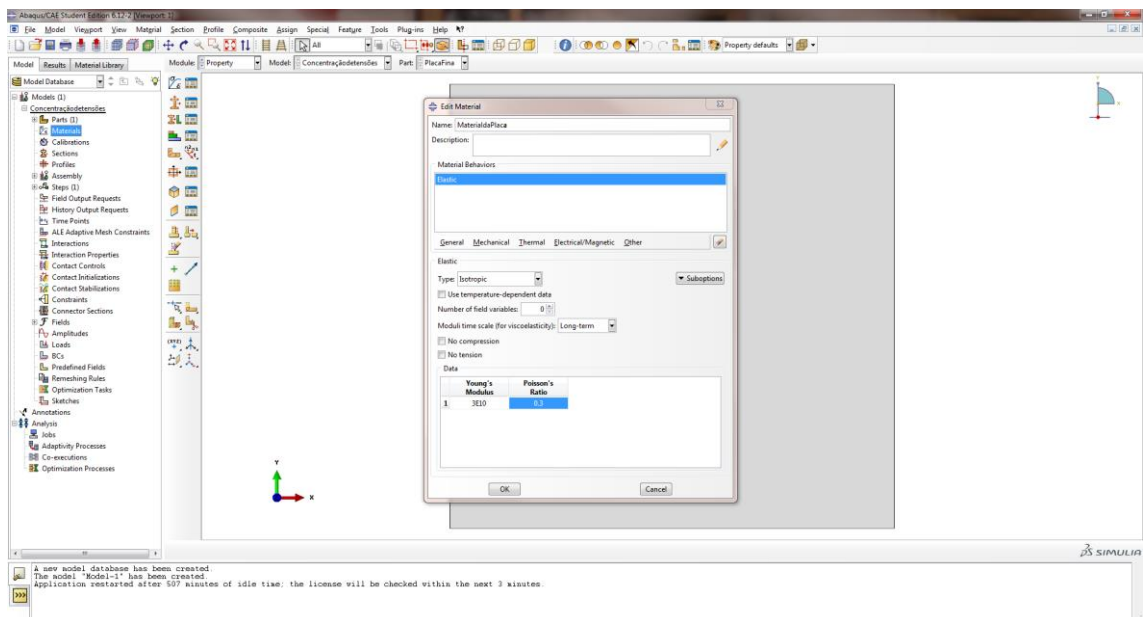 Abaqus/CAE Student Edition 6.12-2 [Viewport: 1]
File Model Viewport View Material Section Profile Composite Assign Special Feature Tools Plug-ins Help
All
Property defaults
Model Results Material Library
Module: Property Model: Concentraçãodetensões Part: PlacaFina
Model Database
Models (1)
Concentraçãodetensões
Parts (1)
Materials
Calibrations
Sections
Profiles
Assembly
Steps (1)
Field Output Requests
History Output Requests
Time Points
ALE Adaptive Mesh Constraints
Interactions
Interaction Properties
Contact Controls
Contact Initializations
Contact Stabilizations
Constraints
Connector Sections
Fields
Amplitudes
Loads
BCs
Predefined Fields
Remeshing Rules
Optimization Tasks
Sketches
Annotations
Analysis
Jobs
Adaptivity Processes
Co-executions
Optimization Processes
Edit Material
Name: MaterialdaPlaca
Description:
Material Behaviors
Elastic
General Mechanical Thermal Electrical/Magnetic Other
Elastic
Type: Isotropic
Suboptions
Use temperature-dependent data
Number of field variables: 0
Moduli time scale (for viscoelasticity): Long-term
No compression
No tension
Data
Young's Modulus
Poisson's Ratio
1 3E10 0.3
OK Cancel
Y
X
SIMULIA
A new model database has been created.
The model "Model-1" has been created.
Application restarted after 507 minutes of idle time; the license will be checked within the next 3 minutes.